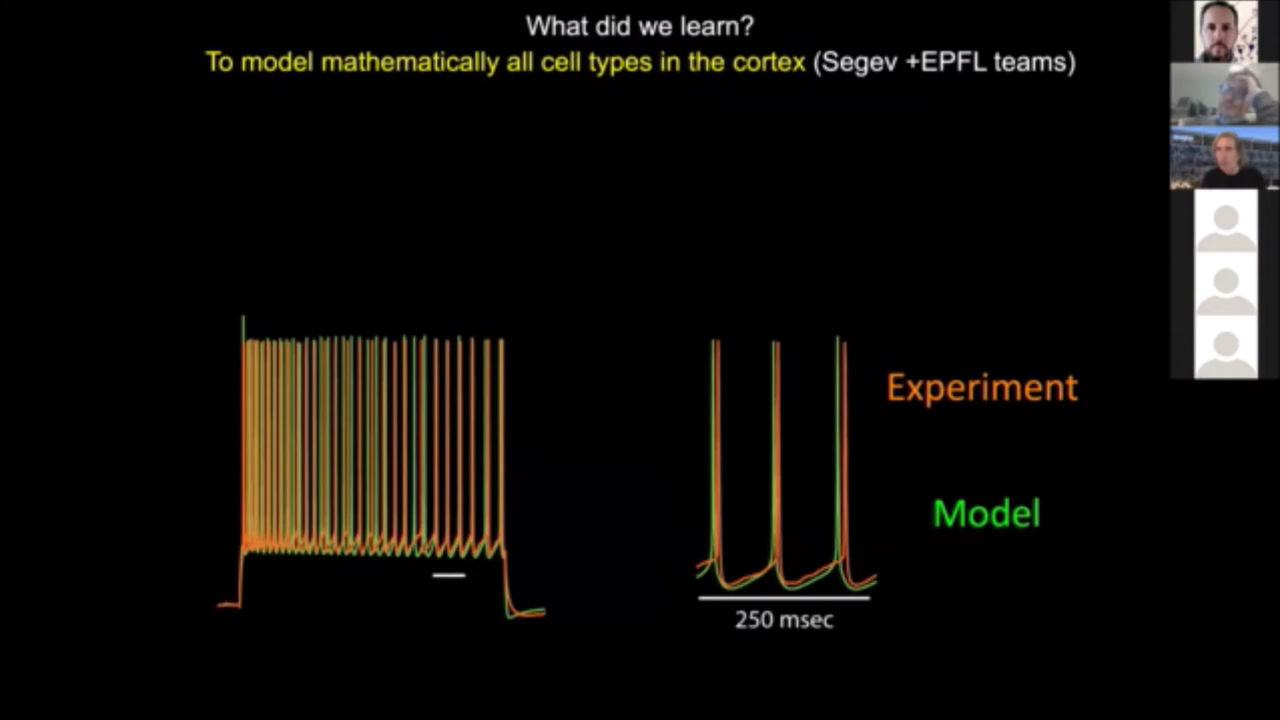 What did we learn?
To model mathematically all cell types in the cortex (Segev +EPFL teams)
Experiment
Model
250 msec